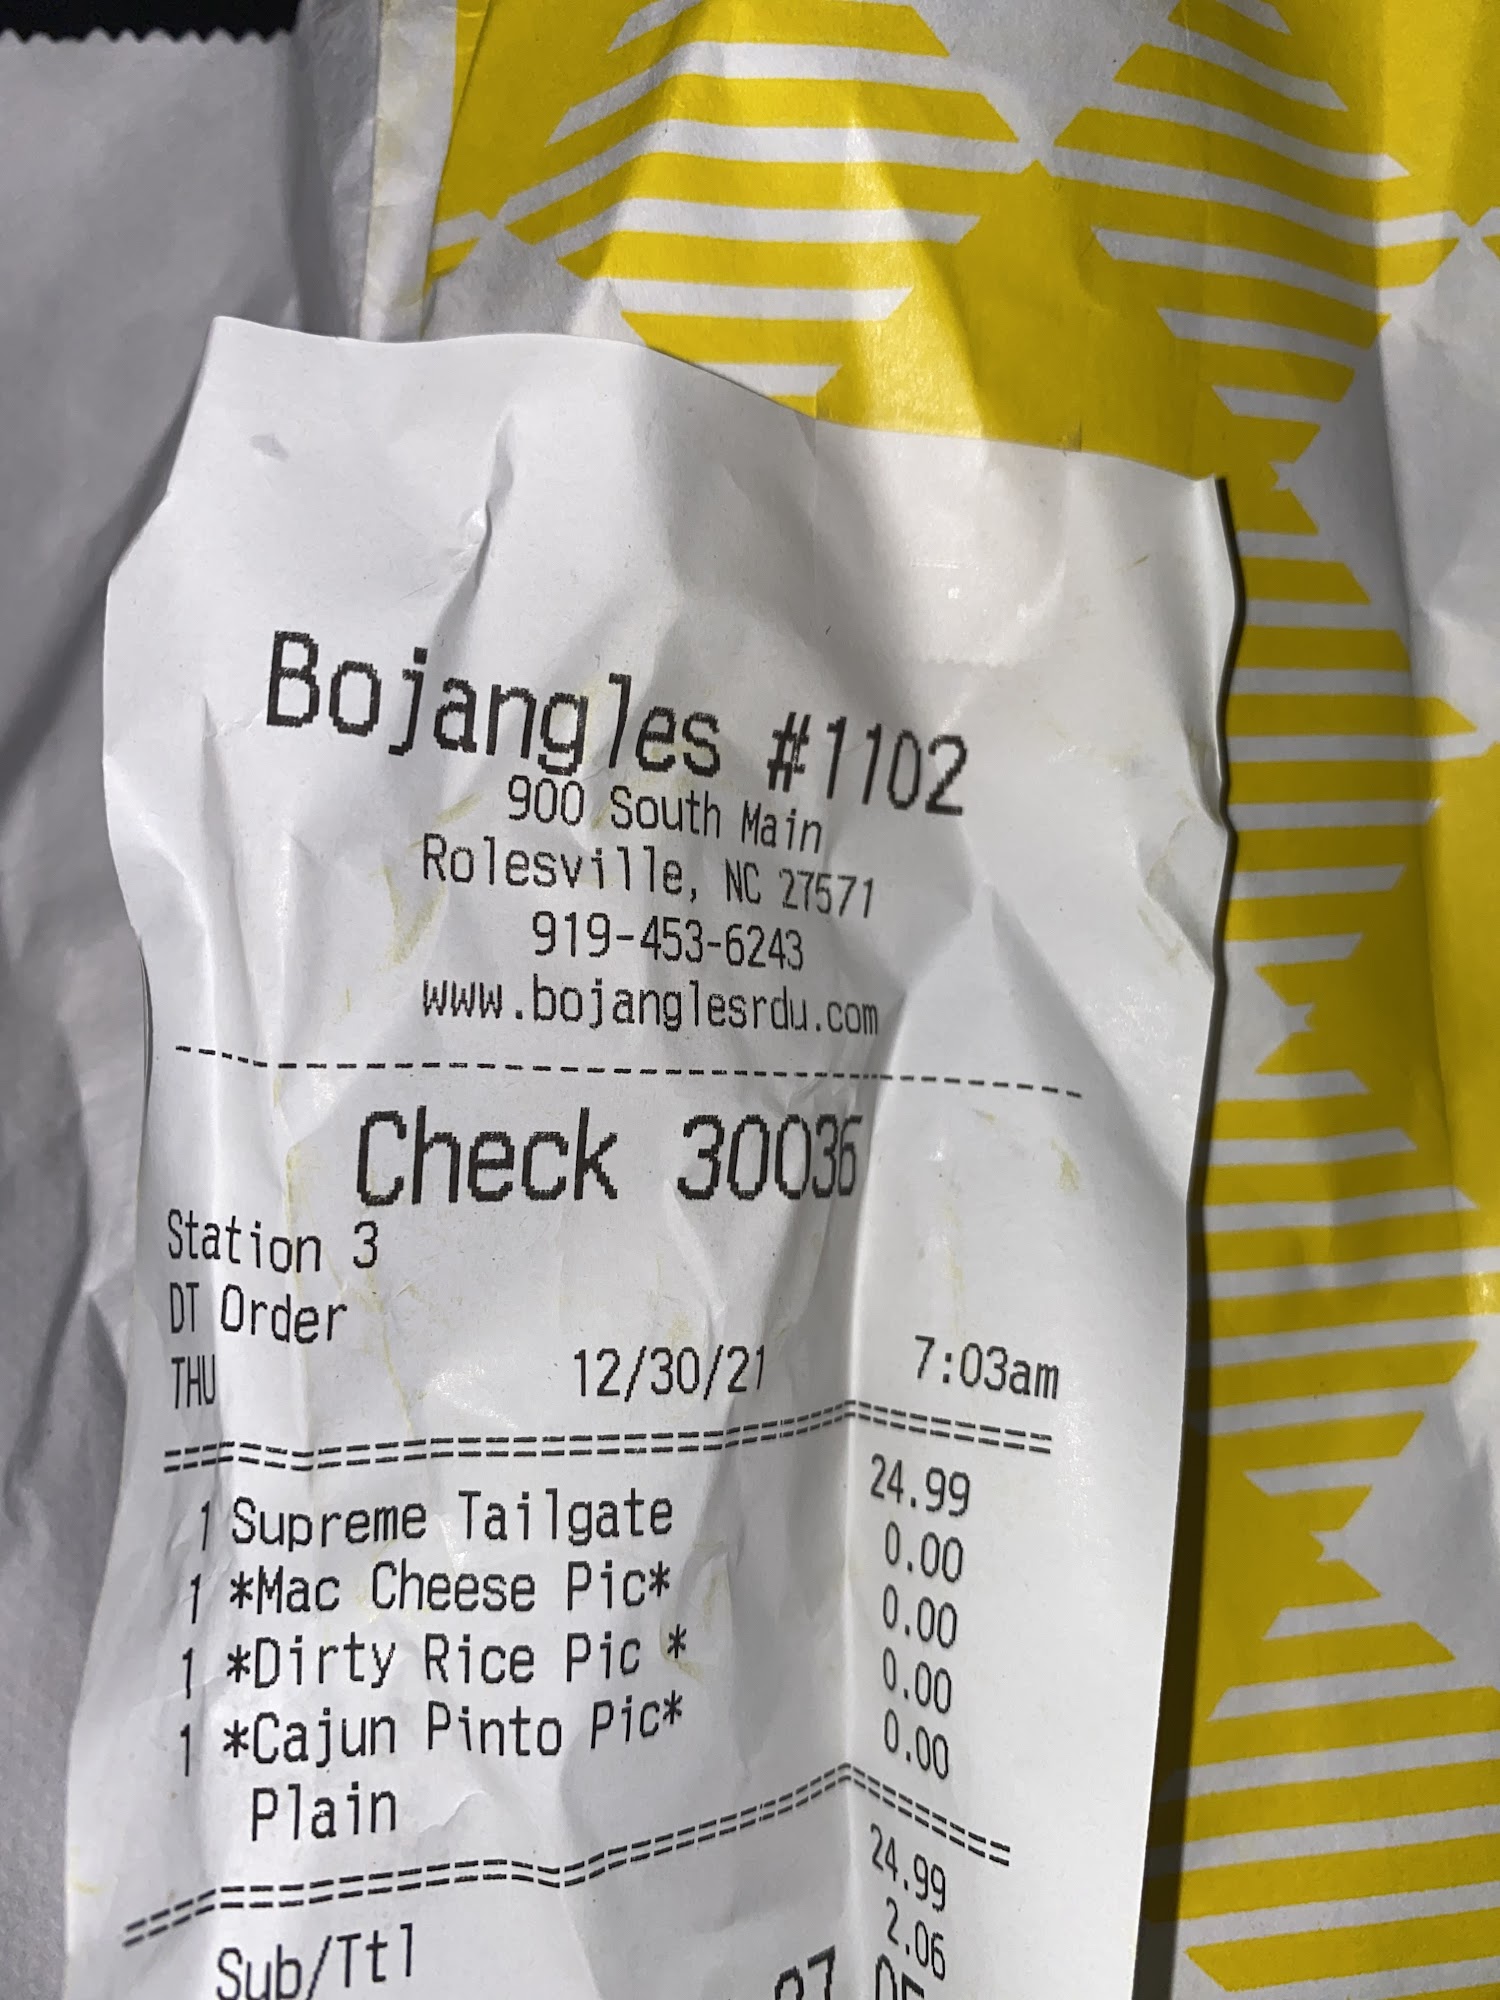 Bojangles #1102
900 South Main
Rolesville, NC 27571
919-453-6243
www.bojanglesrdu.com
Check 30036
Station 3
DT Order
THU 12/30/21 7:03am
1 Supreme Tailgate 24.99
1 *Mac Cheese Pic* 0.00
1 *Dirty Rice Pic * 0.00
1 *Cajun Pinto Pic* 0.00
Plain 0.00
Sub/Ttl 24.99
2.06